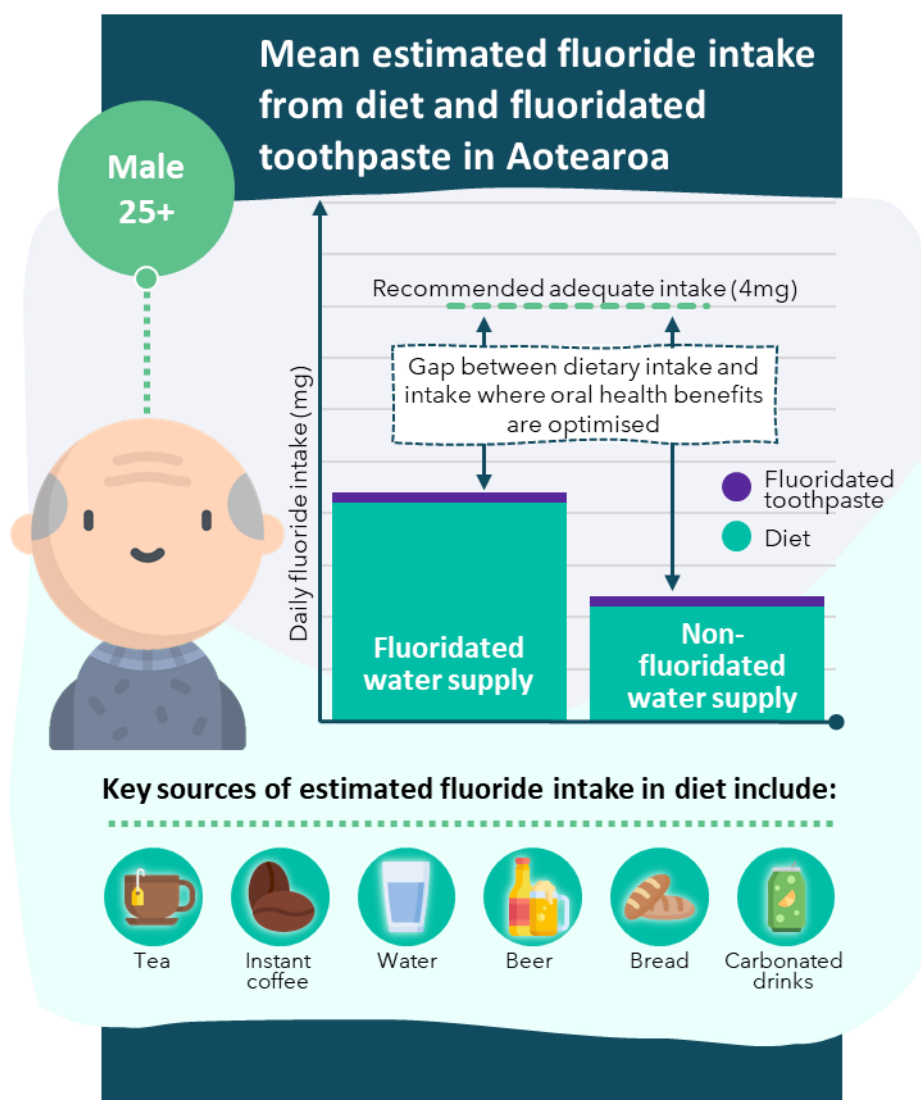 Mean estimated fluoride intake
from diet and fluoridated
toothpaste in Aotearoa
Male
25+
Recommended adequate intake (4mg)
Gap between dietary intake and
intake where oral health benefits
are optimised
Daily fluoride intake (mg)
Fluoridated
toothpaste
Diet
Fluoridated
water supply
Non-
fluoridated
water supply
Key sources of estimated fluoride intake in diet include:
Tea
Instant
coffee
Water
Beer
Bread
Carbonated
drinks